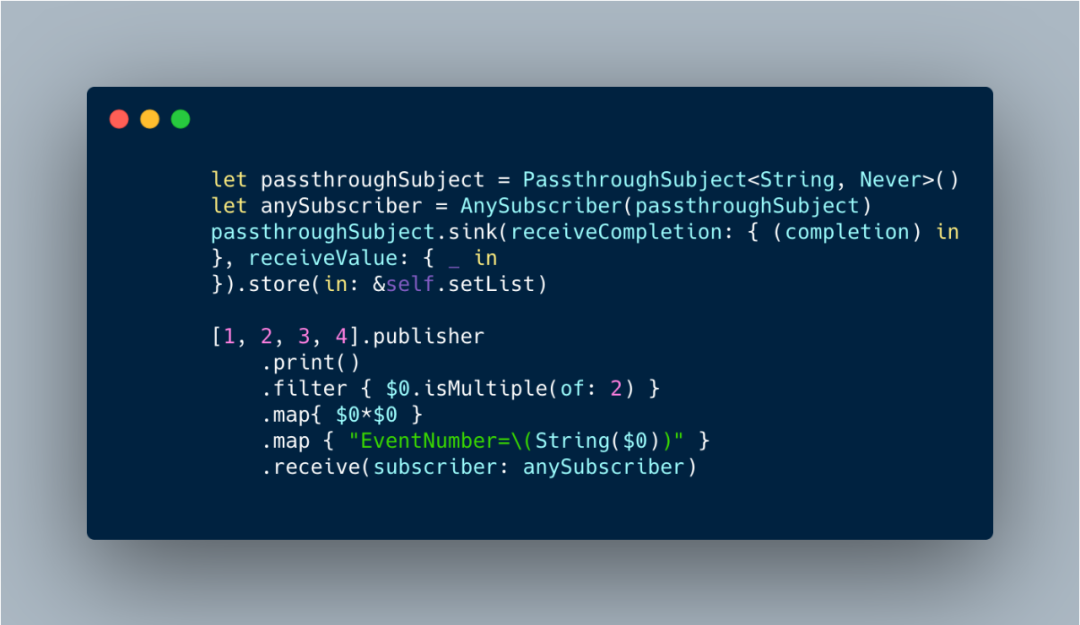 let passthroughSubject = PassthroughSubject<String, Never>()
let anySubscriber = AnySubscriber(passthroughSubject)
passthroughSubject.sink(receiveCompletion: { (completion) in
}, receiveValue: { _ in
}).store(in: &self.setList)
[1, 2, 3, 4].publisher
.print()
.filter { $0.isMultiple(of: 2) }
.map{ $0*$0 }
.map { "EventNumber=\(String($0))" }
.receive(subscriber: anySubscriber)